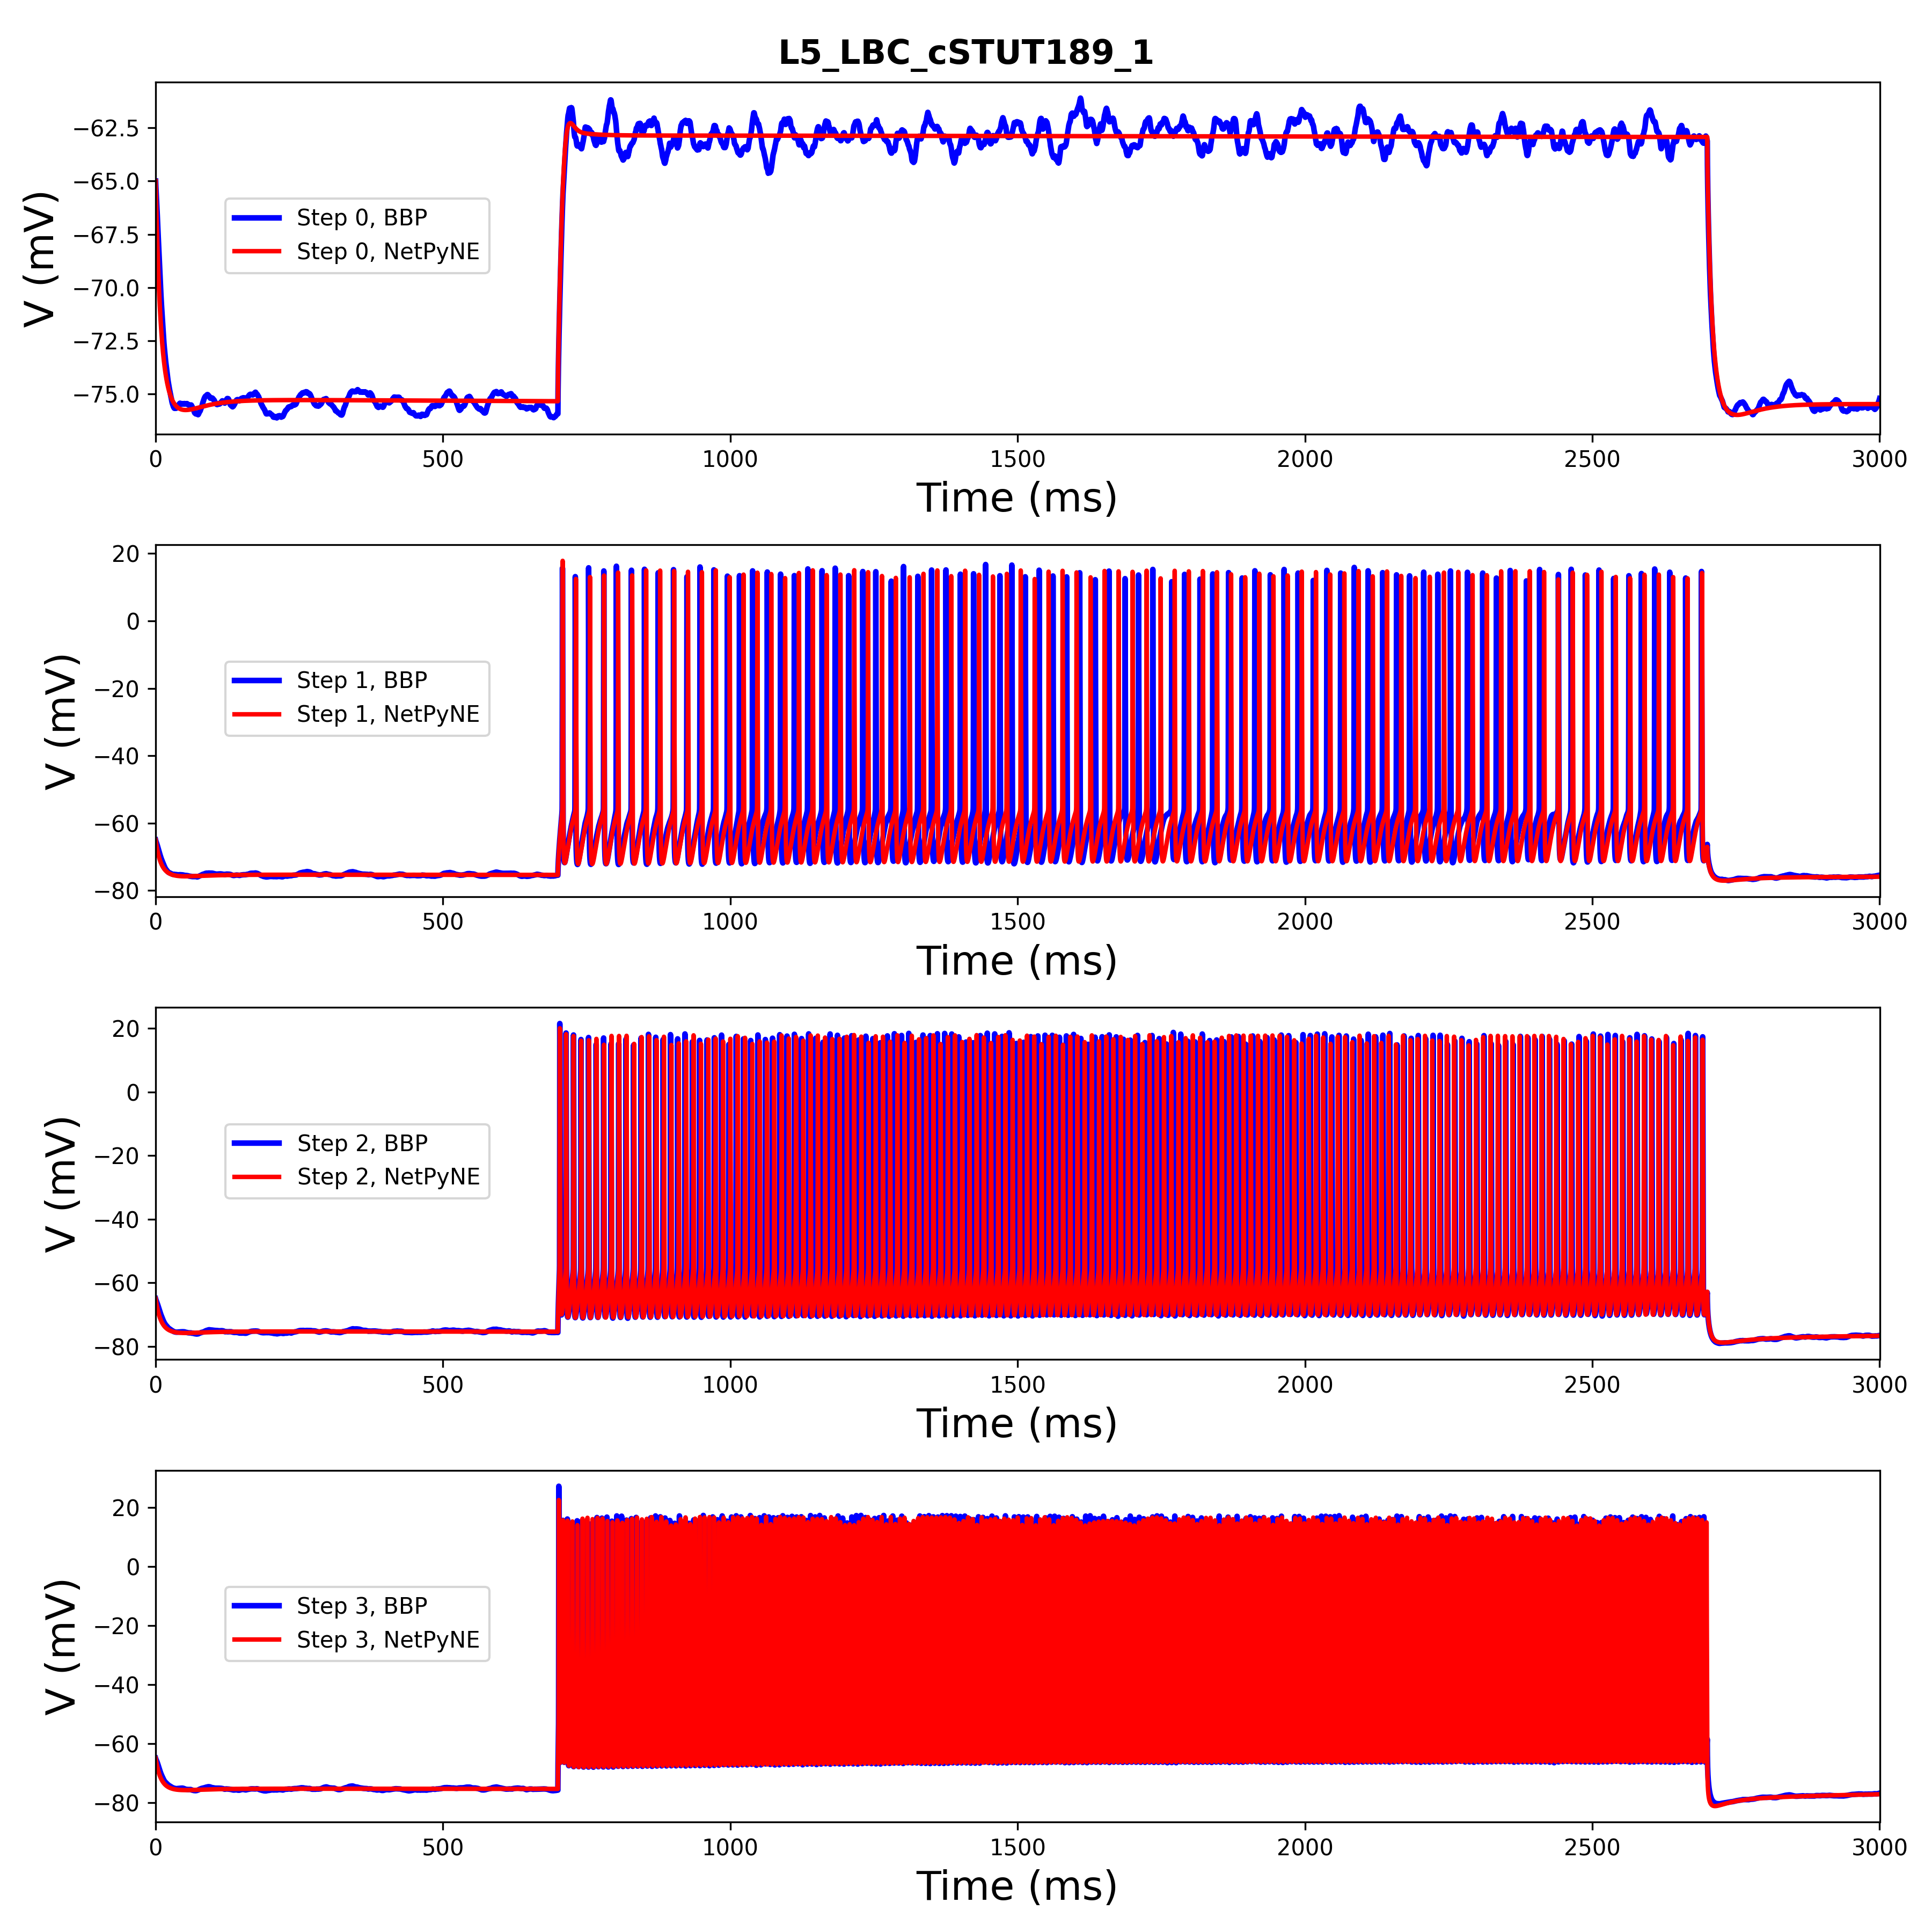 L5_LBC_cSTUT189_1
V (mV)
−62.5
−65.0
−67.5
−70.0
−72.5
−75.0
Step 0, BBP
Step 0, NetPyNE
0 500 1000 1500 2000 2500 3000
Time (ms)
V (mV)
20
0
−20
−40
−60
−80
Step 1, BBP
Step 1, NetPyNE
0 500 1000 1500 2000 2500 3000
Time (ms)
V (mV)
20
0
−20
−40
−60
−80
Step 2, BBP
Step 2, NetPyNE
0 500 1000 1500 2000 2500 3000
Time (ms)
V (mV)
20
0
−20
−40
−60
−80
Step 3, BBP
Step 3, NetPyNE
0 500 1000 1500 2000 2500 3000
Time (ms)